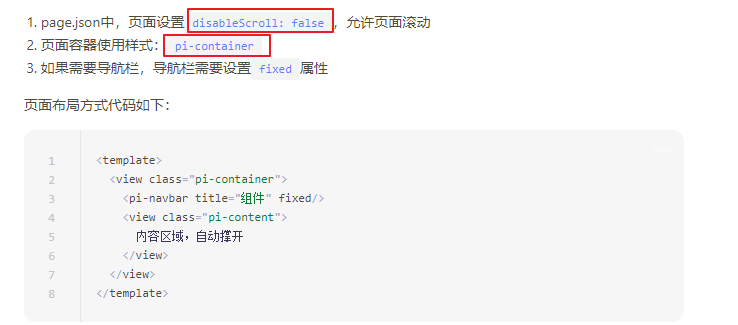 1. page.json中，页面设置 disableScroll: false ，允许页面滚动
2. 页面容器使用样式： pi-container
3. 如果需要导航栏，导航栏需要设置 fixed 属性
页面布局方式代码如下：
1 <template>
2 <view class="pi-container">
3 <pi-navbar title="组件" fixed/>
4 <view class="pi-content">
5 内容区域，自动撑开
6 </view>
7 </view>
8 </template>